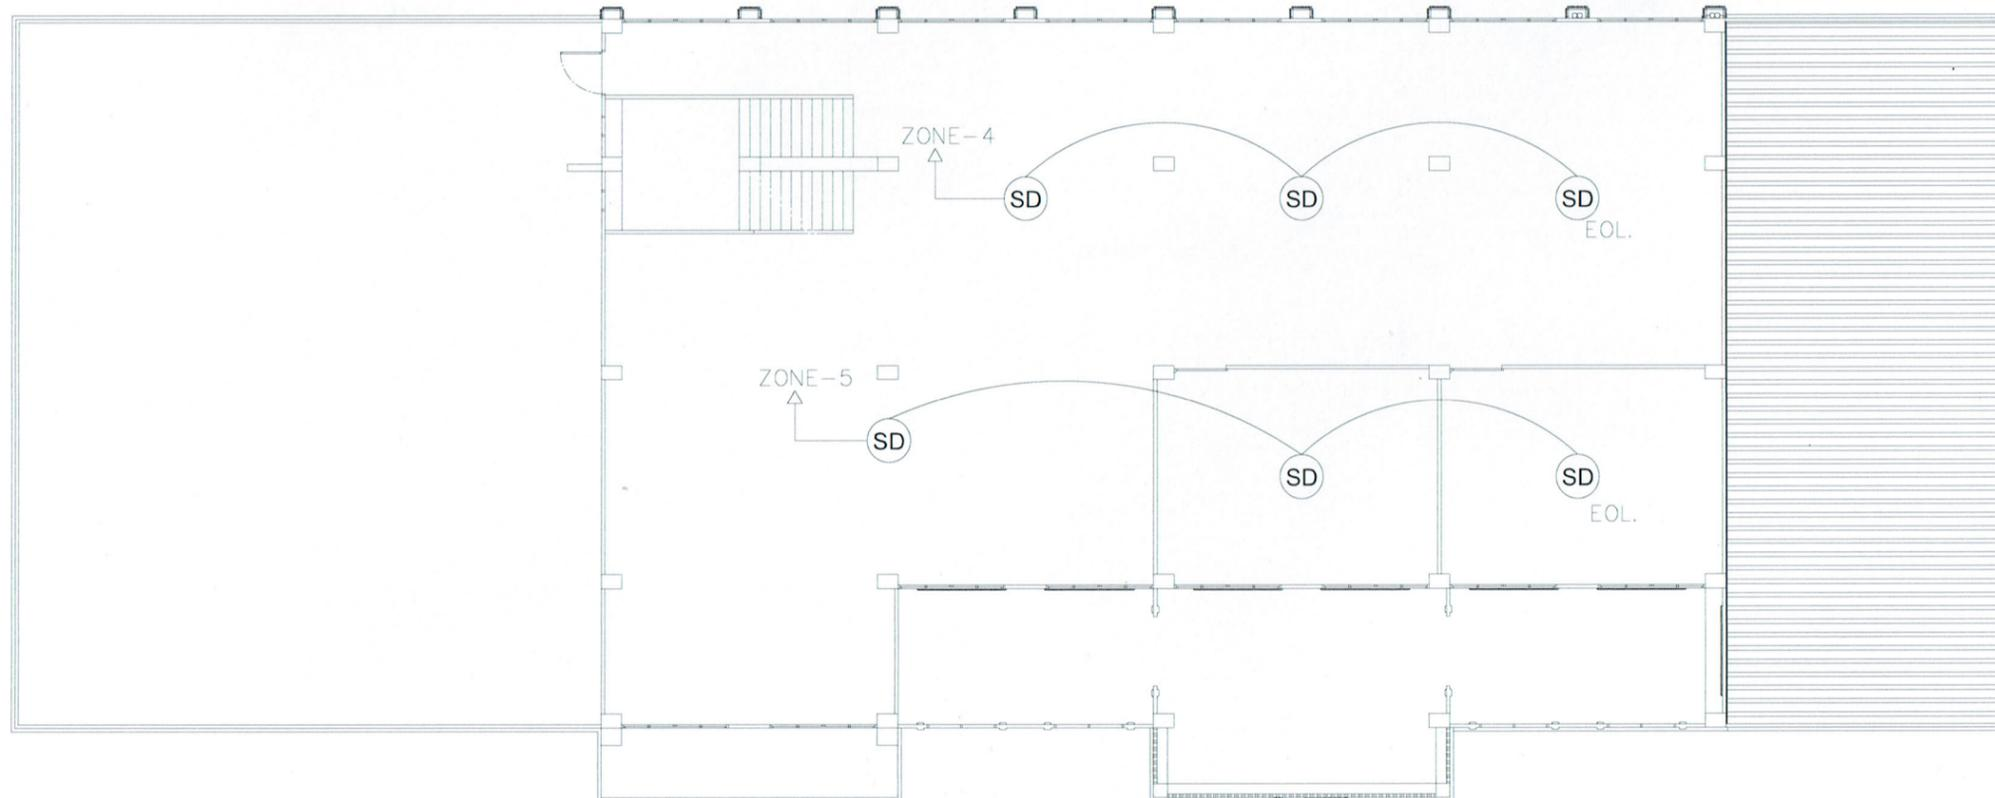 ZONE-4
SD SD SD
EOL.
ZONE-5
SD
SD SD
EOL.